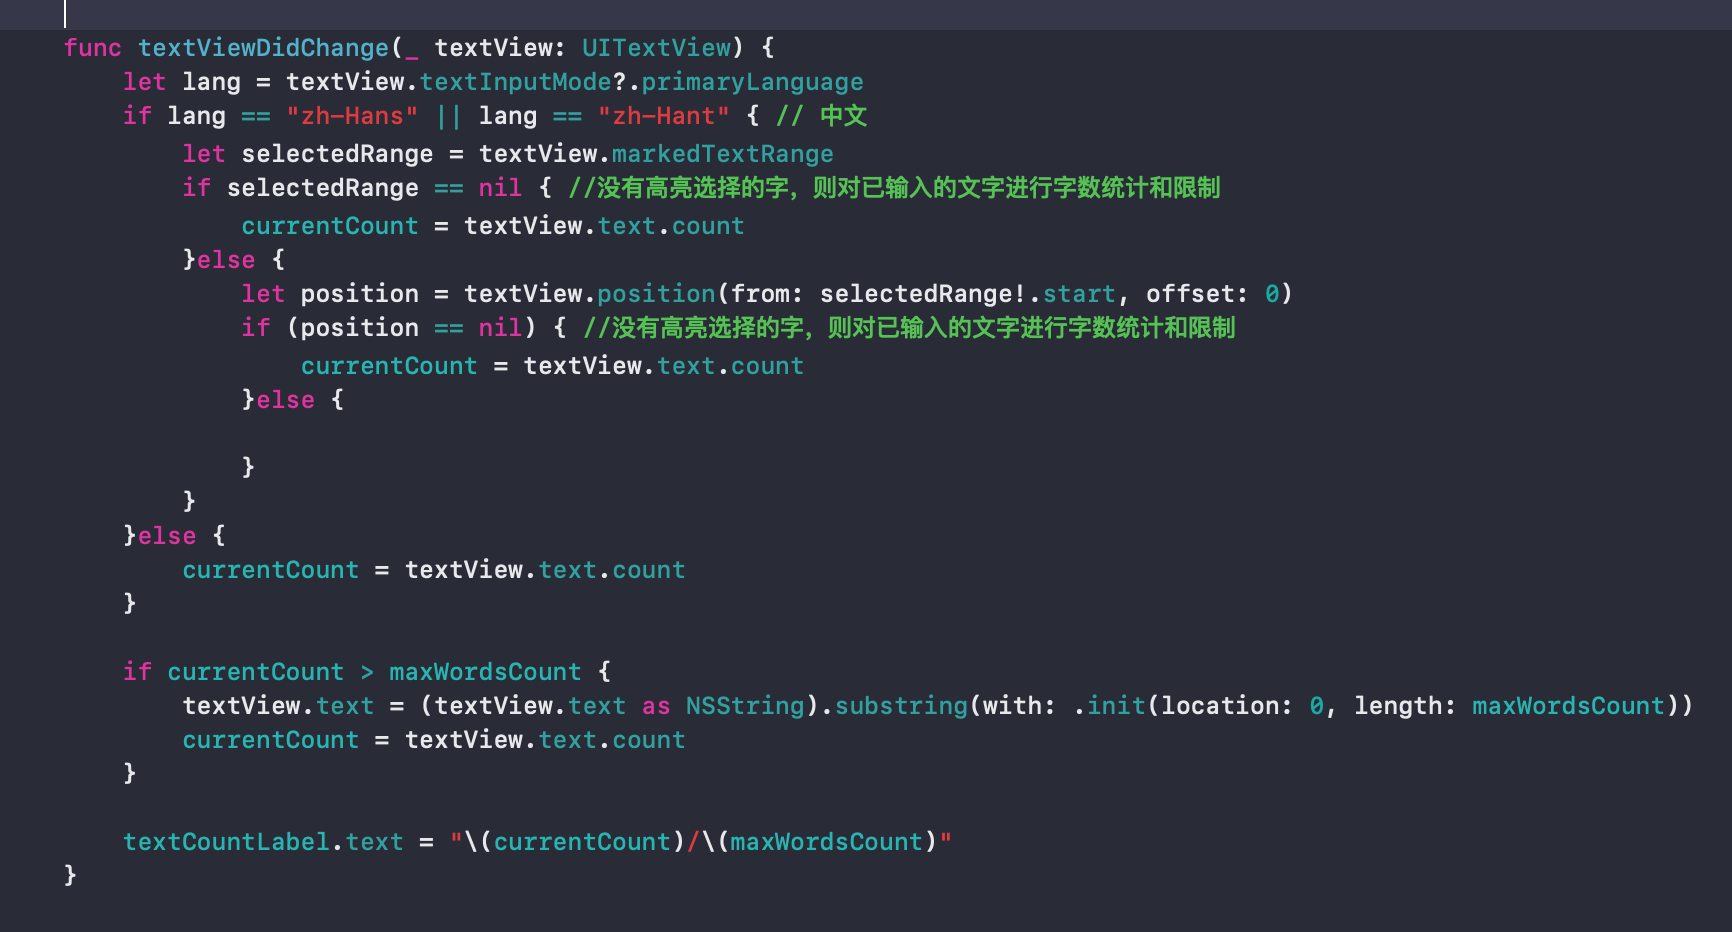 func textViewDidChange(_ textView: UITextView) {
let lang = textView.textInputMode?.primaryLanguage
if lang == "zh-Hans" || lang == "zh-Hant" { // 中文
let selectedRange = textView.markedTextRange
if selectedRange == nil { //没有高亮选择的字，则对已输入的文字进行字数统计和限制
currentCount = textView.text.count
}else {
let position = textView.position(from: selectedRange!.start, offset: 0)
if (position == nil) { //没有高亮选择的字，则对已输入的文字进行字数统计和限制
currentCount = textView.text.count
}else {
}
}
}else {
currentCount = textView.text.count
}
if currentCount > maxWordsCount {
textView.text = (textView.text as NSString).substring(with: .init(location: 0, length: maxWordsCount))
currentCount = textView.text.count
}
textCountLabel.text = "\(currentCount)/\(maxWordsCount)"
}